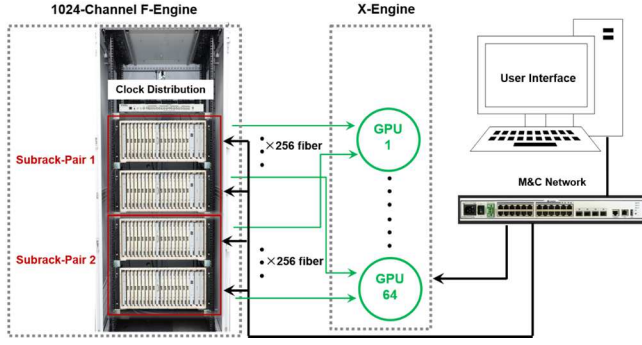 1024-Channel F-Engine
X-Engine
Clock Distribution
User Interface
Subrack-Pair 1
×256 fiber
GPU
1
M&C Network
Subrack-Pair 2
×256 fiber
GPU
64